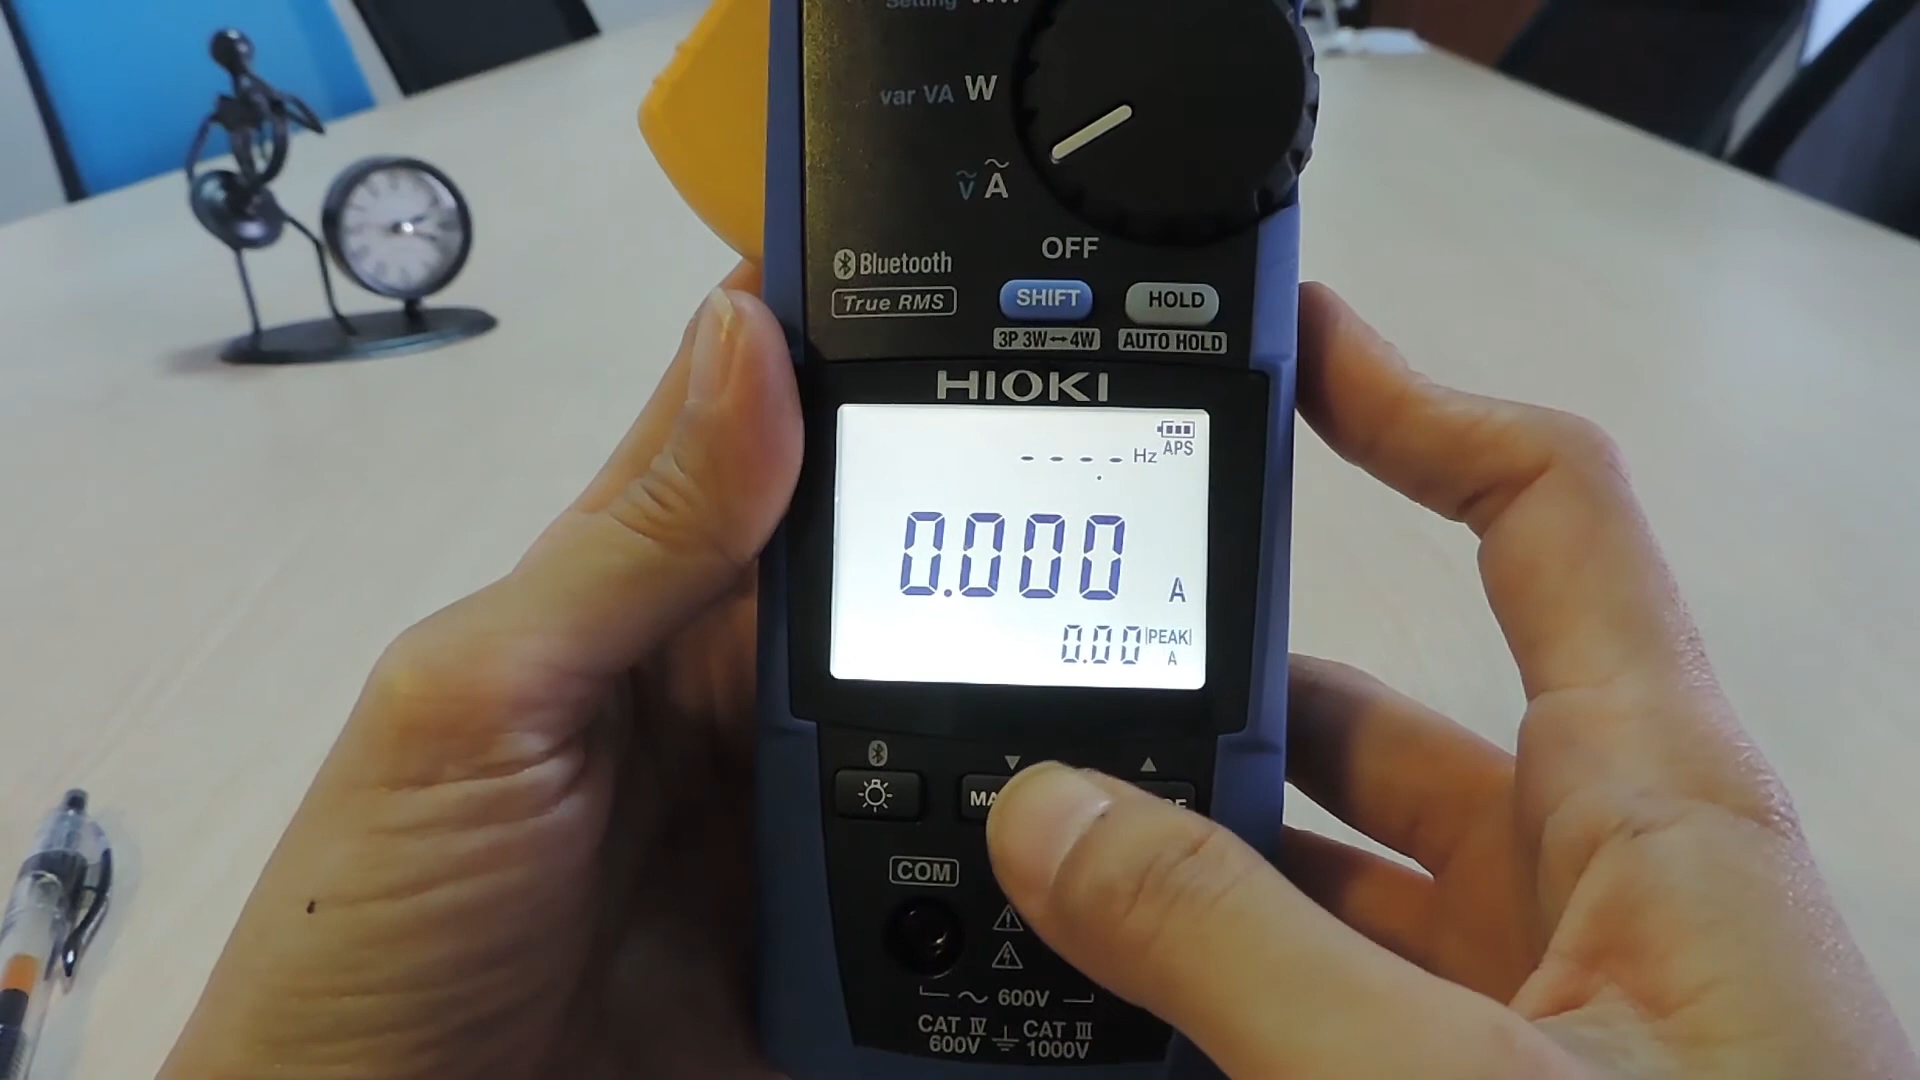 Setting
var VA W
V A
OFF
Bluetooth
True RMS
SHIFT
HOLD
3P 3W↔4W
AUTO HOLD
HIOKI
----. Hz
APS
0.000 A
0.00 |PEAK|
A
COM
~ 600V
CAT IV
600V
CAT III
1000V